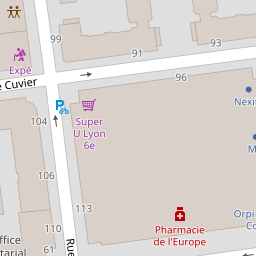 99
91
93
Expé
e Cuvier
96
Nexi
P
104
Super
U Lyon
6e
M
106
113
Orpi
Co
Pharmacie
de l'Europe
ffice
tarial
61
Rue